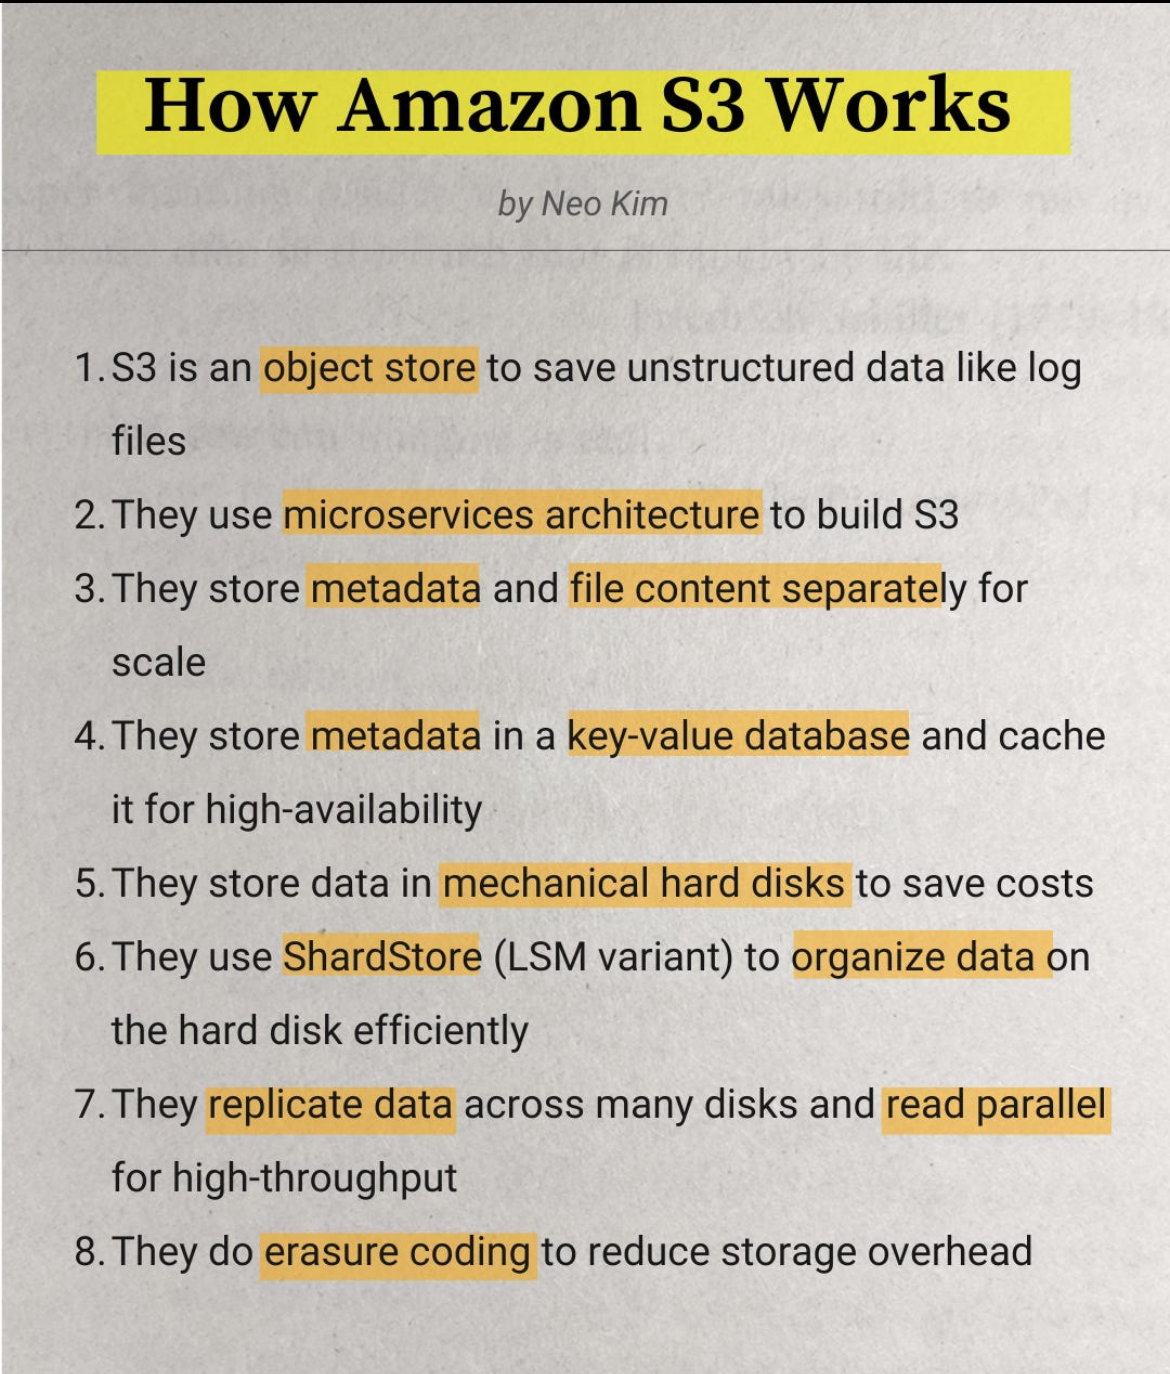 How Amazon S3 Works
by Neo Kim
1. S3 is an object store to save unstructured data like log
files
2. They use microservices architecture to build S3
3. They store metadata and file content separately for
scale
4. They store metadata in a key-value database and cache
it for high-availability
5. They store data in mechanical hard disks to save costs
6. They use ShardStore (LSM variant) to organize data on
the hard disk efficiently
7. They replicate data across many disks and read parallel
for high-throughput
8. They do erasure coding to reduce storage overhead